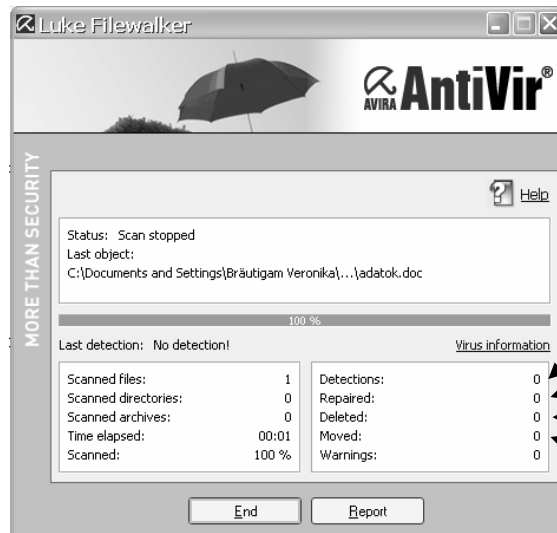 Luke Filewalker
AVIRA AntiVir®
MORE THAN SECURITY
Help
Status: Scan stopped
Last object:
C:\Documents and Settings\Bräutigam Veronika\...\adatok.doc
100 %
Last detection: No detection!
Virus information
Scanned files: 1
Scanned directories: 0
Scanned archives: 0
Time elapsed: 00:01
Scanned: 100 %
Detections: 0
Repaired: 0
Deleted: 0
Moved: 0
Warnings: 0
End
Report